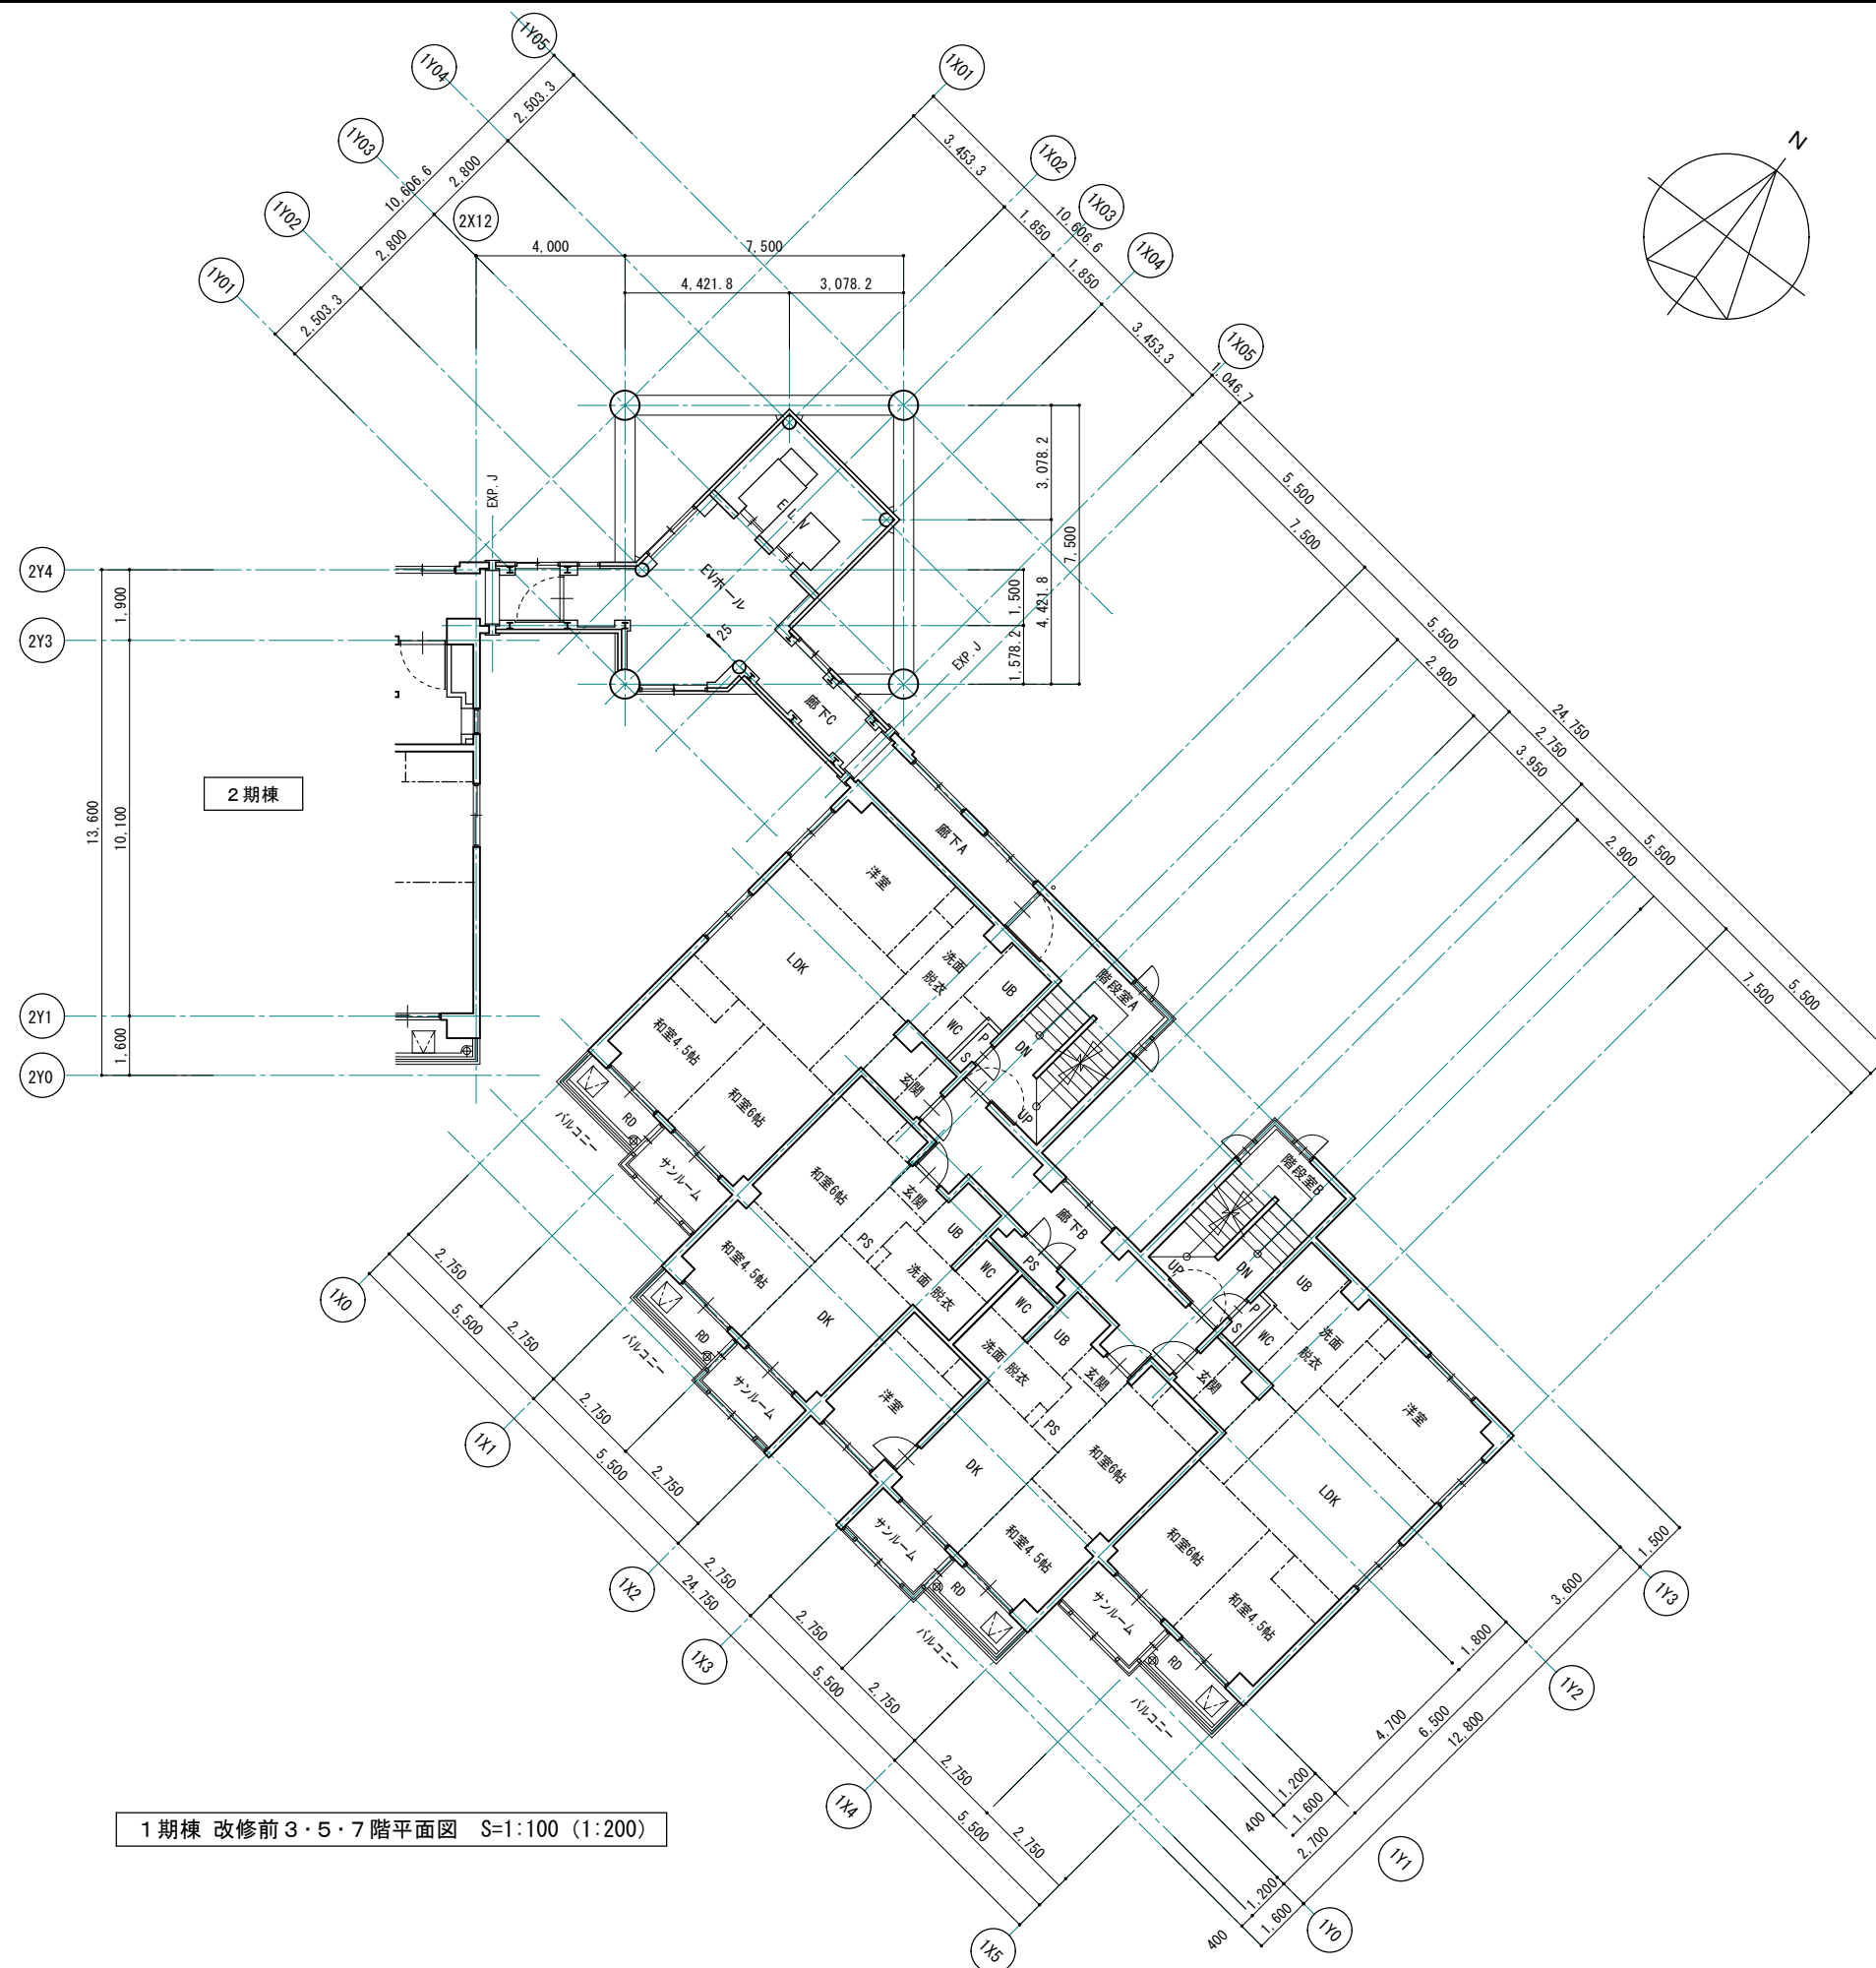 1Y05
1Y04
1Y03
1Y02
1Y01
2X12
1X01
1X02
1X03
1X04
1X05
N
2,503.3
2,800
2,800
2,503.3
10,606.6
4,000
7,500
4,421.8
3,078.2
3,453.3
1,850
1,850
3,453.3
10,606.6
1,046.7
5,500
7,500
5,500
2,900
24,750
2,750
3,950
5,500
2,900
5,500
7,500
3,078.2
7,500
4,421.8
1,500
1,578.2
EXP.J
EXP.J
ELV
EVホール
25
廊下C
廊下A
2Y4
2Y3
2Y1
2Y0
1,900
10,100
1,600
13,600
2期棟
洋室
LDK
洗面
脱衣
UB
WC
P
S
階段室A
DN
UP
和室4.5帖
和室6帖
玄関
RD
バルコニー
サンルーム
和室6帖
和室4.5帖
玄関
PS
UB
WC
PS
洗面
脱衣
DK
RD
バルコニー
サンルーム
廊下B
階段室B
UP
DN
P
S
WC
UB
洗面
脱衣
WC
UB
洗面
脱衣
玄関
PS
洋室
DK
和室6帖
和室4.5帖
サンルーム
RD
バルコニー
玄関
洋室
LDK
和室6帖
和室4.5帖
サンルーム
RD
バルコニー
1X0
1X1
1X2
1X3
1X4
1X5
2,750
5,500
2,750
2,750
5,500
2,750
24,750
2,750
2,750
5,500
2,750
2,750
5,500
2,750
1,500
3,600
1,800
4,700
6,500
12,800
1,200
400
1,600
2,700
1,200
400
1,600
1Y3
1Y2
1Y1
1Y0
1期棟 改修前3・5・7階平面図 S=1:100 (1:200)